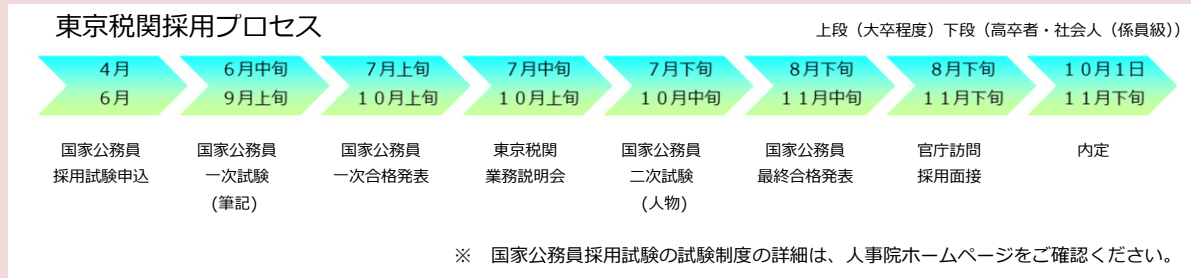 東京税関採用プロセス
上段（大卒程度）下段（高卒者・社会人（係員級））
４月 ６月中旬 ７月上旬 ７月中旬 ７月下旬 ８月下旬 ８月下旬 １０月１日
６月 ９月上旬 １０月上旬 １０月上旬 １０月中旬 １１月中旬 １１月下旬 １１月下旬
国家公務員 国家公務員 国家公務員 東京税関 国家公務員 国家公務員 官庁訪問 内定
採用試験申込 一次試験 一次合格発表 業務説明会 二次試験 最終合格発表 採用面接
(筆記) (人物)
※　国家公務員採用試験の試験制度の詳細は、人事院ホームページをご確認ください。